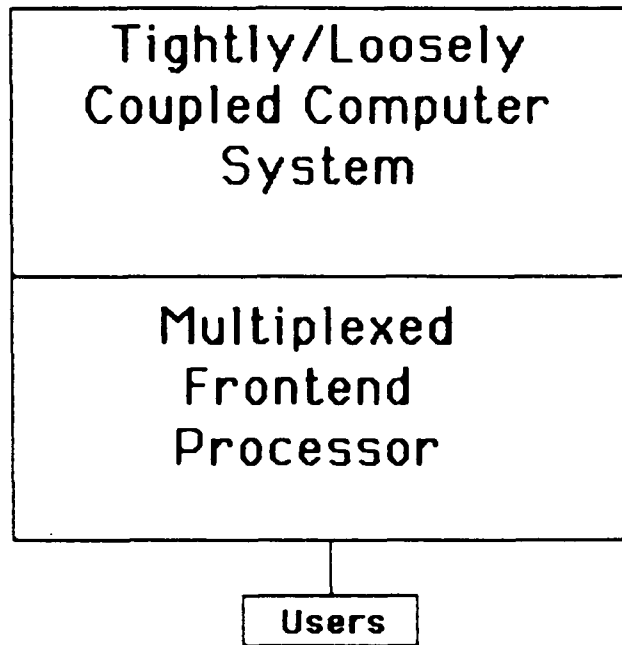 Tightly/Loosely
Coupled Computer
System
Multiplexed
Frontend
Processor
Users